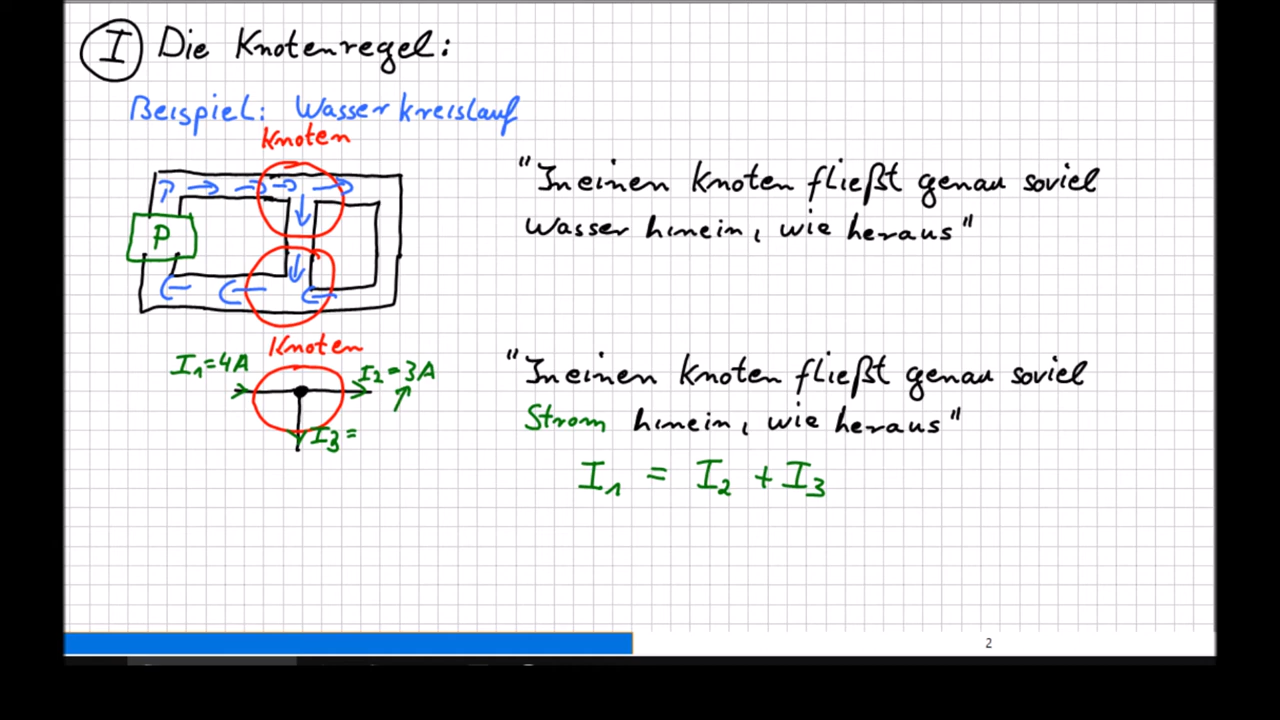 I Die Knotenregel:
Beispiel: Wasserkreislauf
Knoten
P
"In einen Knoten fließt genau soviel
Wasser hinein, wie heraus"
Knoten
I1=4A
I2=3A
I3=
"In einen Knoten fließt genau soviel
Strom hinein, wie heraus"
I1 = I2 + I3
2